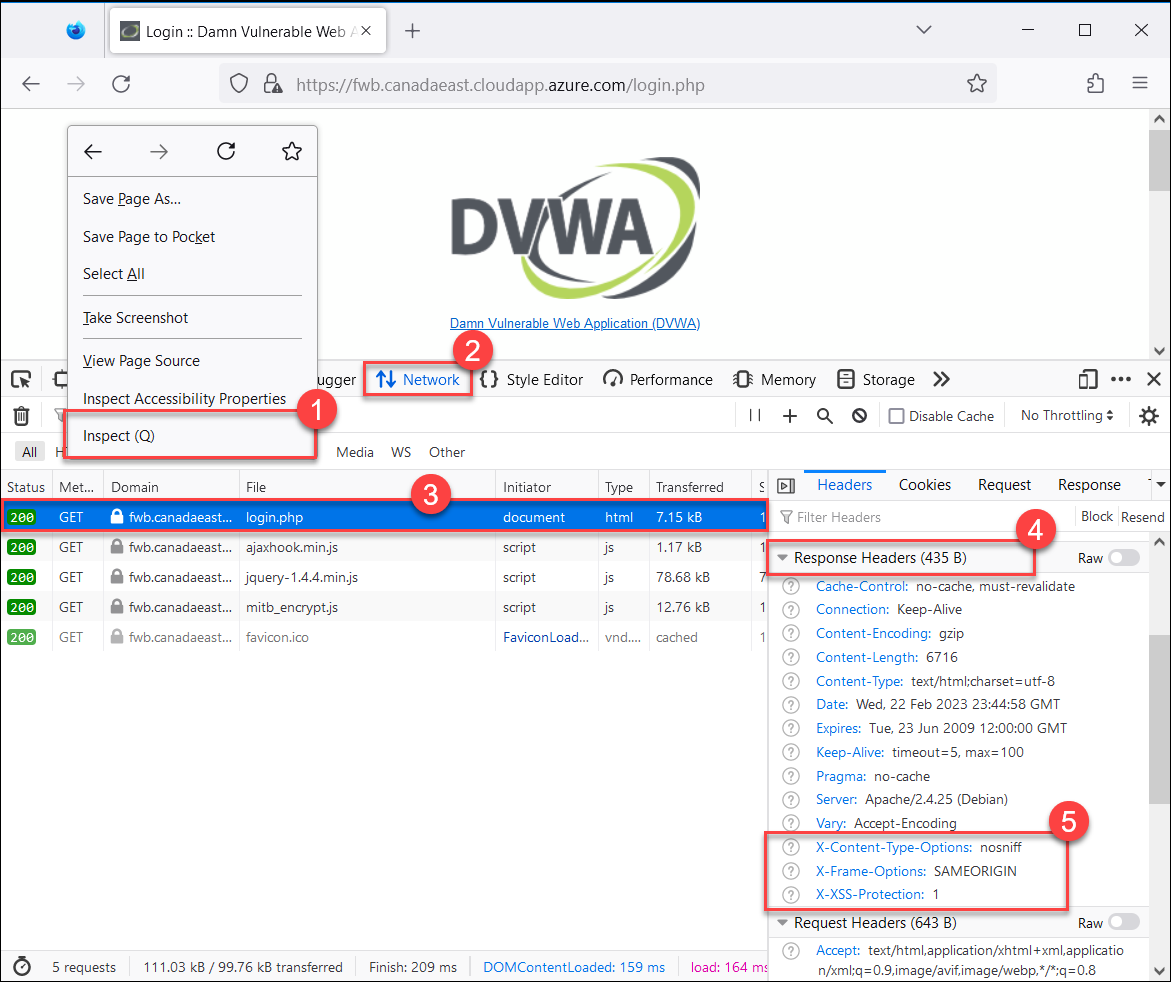 Login :: Damn Vulnerable Web A
https://fwb.canadaeast.cloudapp.azure.com/login.php
Save Page As...
Save Page to Pocket
Select All
Take Screenshot
View Page Source
Inspect Accessibility Properties
Inspect (Q)
1
DVWA
Damn Vulnerable Web Application (DVWA)
2
ugger Network {} Style Editor Performance Memory Storage
Disable Cache No Throttling
All H Media WS Other
Status Met... Domain File Initiator Type Transferred S
3
200 GET fwb.canadaeast... login.php document html 7.15 kB 1
200 GET fwb.canadaeast... ajaxhook.min.js script js 1.17 kB 1
200 GET fwb.canadaeast... jquery-1.4.4.min.js script js 78.68 kB 7
200 GET fwb.canadaeast... mitb_encrypt.js script js 12.76 kB 1
200 GET fwb.canadaeast... favicon.ico FaviconLoad... vnd.... cached 1
Headers Cookies Request Response
Filter Headers Block Resend
4
Response Headers (435 B) Raw
Cache-Control: no-cache, must-revalidate
Connection: Keep-Alive
Content-Encoding: gzip
Content-Length: 6716
Content-Type: text/html;charset=utf-8
Date: Wed, 22 Feb 2023 23:44:58 GMT
Expires: Tue, 23 Jun 2009 12:00:00 GMT
Keep-Alive: timeout=5, max=100
Pragma: no-cache
Server: Apache/2.4.25 (Debian)
Vary: Accept-Encoding
5
X-Content-Type-Options: nosniff
X-Frame-Options: SAMEORIGIN
X-XSS-Protection: 1
Request Headers (643 B) Raw
Accept: text/html,application/xhtml+xml,applicatio
n/xml;q=0.9,image/avif,image/webp,*/*;q=0.8
5 requests 111.03 kB / 99.76 kB transferred Finish: 209 ms DOMContentLoaded: 159 ms load: 164 ms